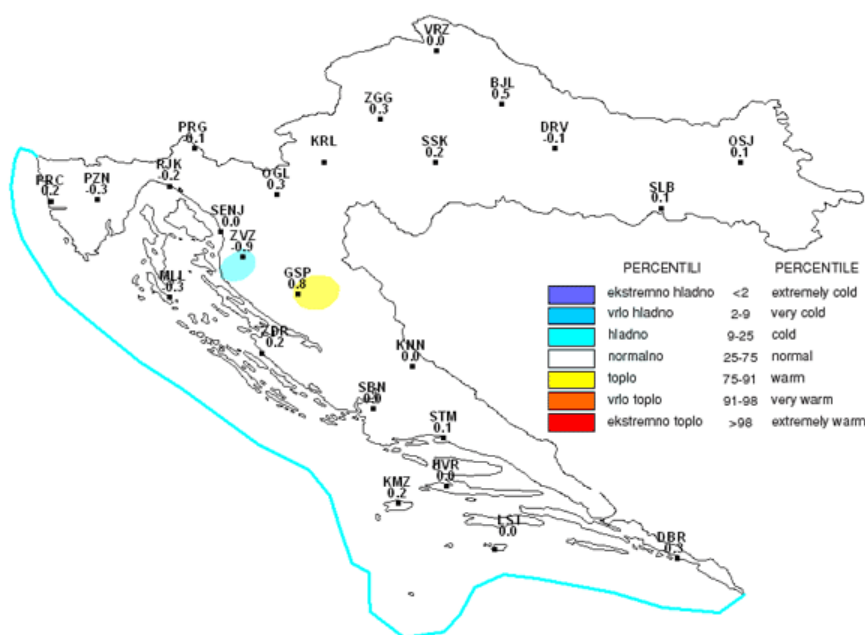 VRZ
0.0
BJL
0.5
ZGG
0.3
PRG
0.1
KRL
SSK
0.2
DRV
-0.1
OSJ
0.1
RJK
-0.2
PRC
0.2
PZN
-0.3
OGL
0.3
SLB
0.1
SENJ
0.0
ZVZ
-0.9
GSP
0.8
MLL
0.3
ZDR
0.2
KNN
0.0
SBN
0.0
STM
0.1
HVR
0.0
KMZ
0.2
LST
0.0
DBR
0.3
PERCENTILI PERCENTILE
ekstremno hladno <2 extremely cold
vrlo hladno 2-9 very cold
hladno 9-25 cold
normalno 25-75 normal
toplo 75-91 warm
vrlo toplo 91-98 very warm
ekstremno toplo >98 extremely warm